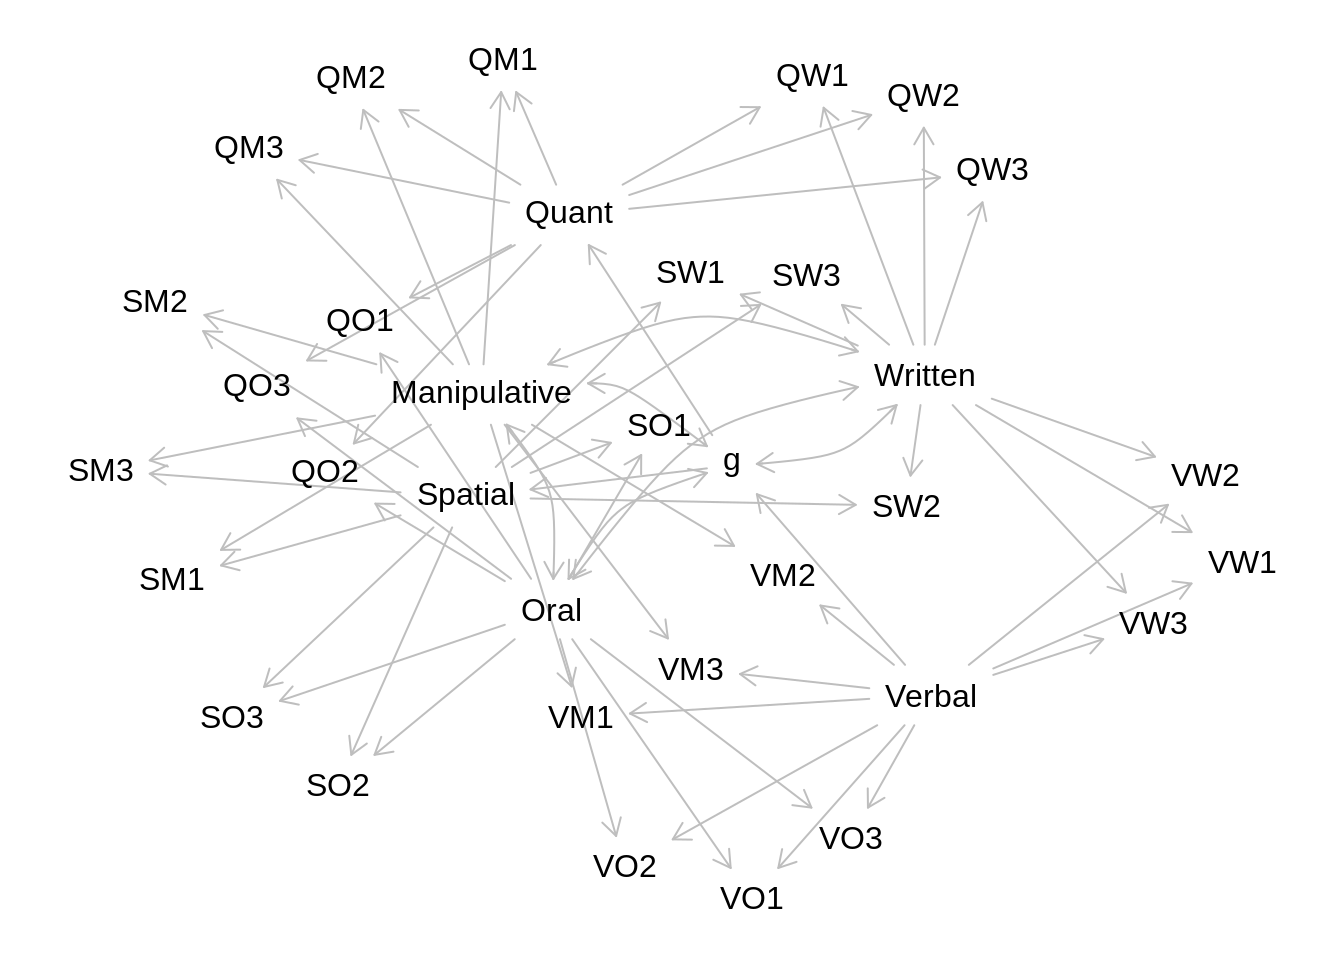 QM1
QM2
QW1
QW2
QM3
QW3
Quant
SW1
SW3
SM2
QO1
Written
QO3
Manipulative
SO1
g
SM3
QO2
VW2
Spatial
SW2
VW1
SM1
VM2
Oral
VW3
VM3
Verbal
SO3
VM1
SO2
VO3
VO2
VO1